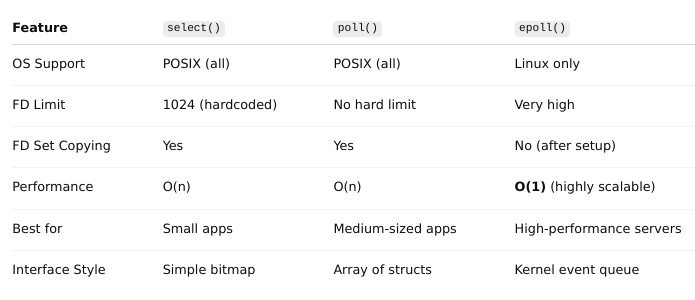 Feature select() poll() epoll()
OS Support POSIX (all) POSIX (all) Linux only
FD Limit 1024 (hardcoded) No hard limit Very high
FD Set Copying Yes Yes No (after setup)
Performance O(n) O(n) O(1) (highly scalable)
Best for Small apps Medium-sized apps High-performance servers
Interface Style Simple bitmap Array of structs Kernel event queue